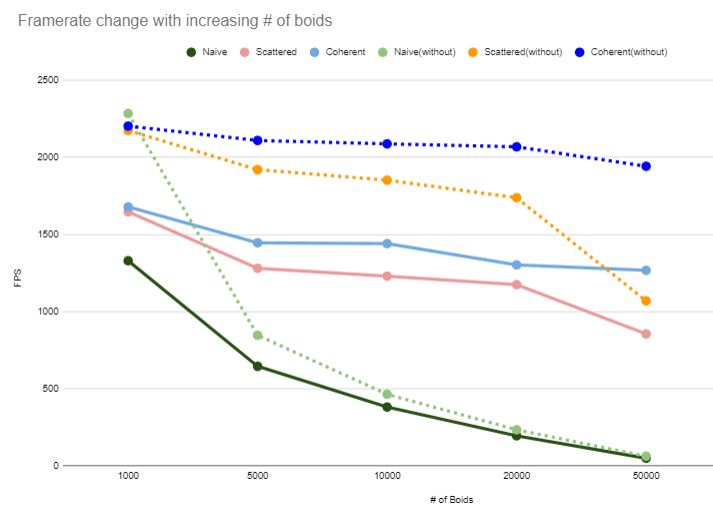 Framerate change with increasing # of boids
Naive Scattered Coherent Naive(without) Scattered(without) Coherent(without)
2500
2000
1500
1000
500
0
FPS
1000 5000 10000 20000 50000
# of Boids